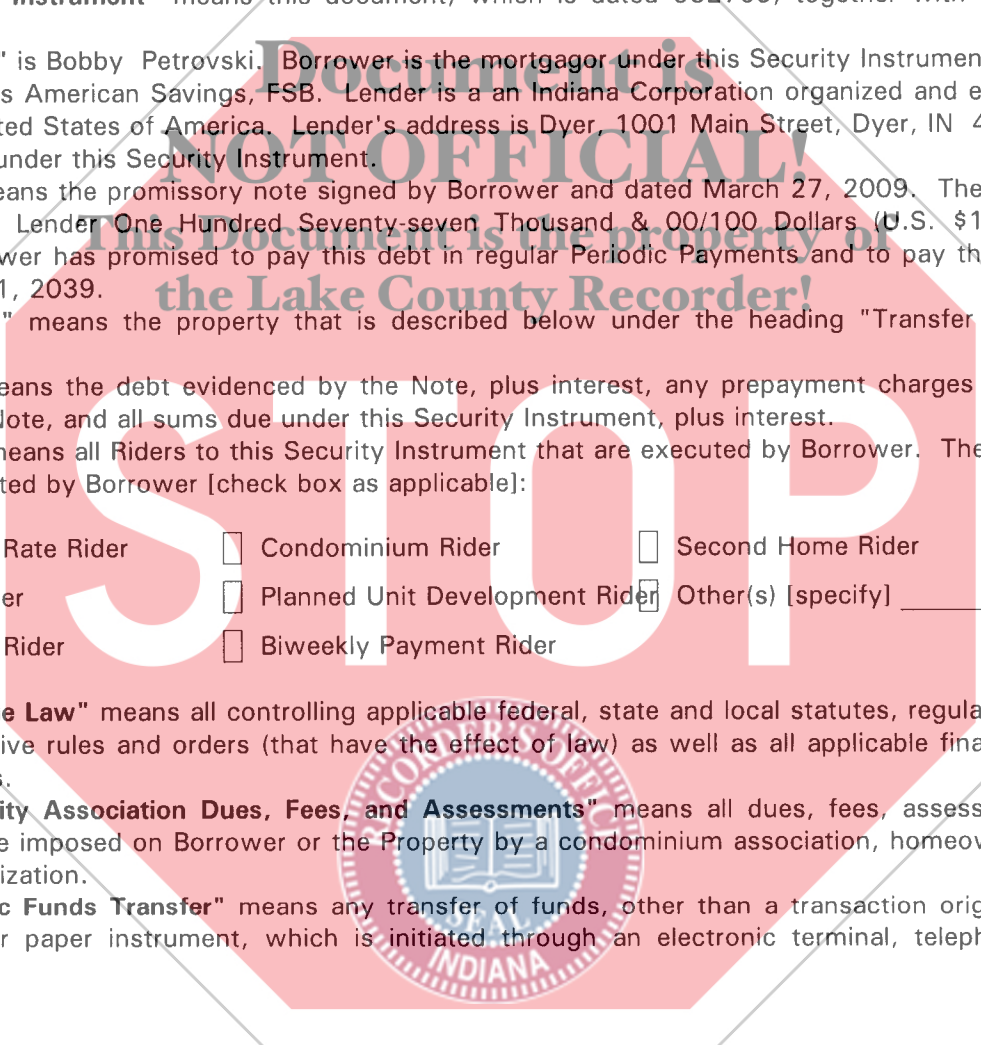 Instrument" means this document, which is dated together with
" is Bobby Petrovski. Borrower is the mortgagor under this Security Instrumen
s American Savings, FSB. Lender is a an Indiana Corporation organized and e
ted States of America. Lender's address is Dyer, 1001 Main Street, Dyer, IN 4
under this Security Instrument.
eans the promissory note signed by Borrower and dated March 27, 2009. The
Lender One Hundred Seventy-seven Thousand & 00/100 Dollars (U.S. $1
wer has promised to pay this debt in regular Periodic Payments and to pay th
1, 2039.
" means the property that is described below under the heading "Transfer
eans the debt evidenced by the Note, plus interest, any prepayment charges
Note, and all sums due under this Security Instrument, plus interest.
neans all Riders to this Security Instrument that are executed by Borrower. The
ted by Borrower [check box as applicable]:
Rate Rider Condominium Rider Second Home Rider
er Planned Unit Development Rider Other(s) [specify]
Rider Biweekly Payment Rider
e Law" means all controlling applicable federal, state and local statutes, regula
ive rules and orders (that have the effect of law) as well as all applicable fina
s.
ity Association Dues, Fees, and Assessments" means all dues, fees, assess
e imposed on Borrower or the Property by a condominium association, homeov
ization.
c Funds Transfer" means any transfer of funds, other than a transaction orig
r paper instrument, which is initiated through an electronic terminal, teleph
Document is
NOT OFFICIAL!
This Document is the property of
the Lake County Recorder!
STOP
RECORDER'S OFFICE
SEAL
INDIANA